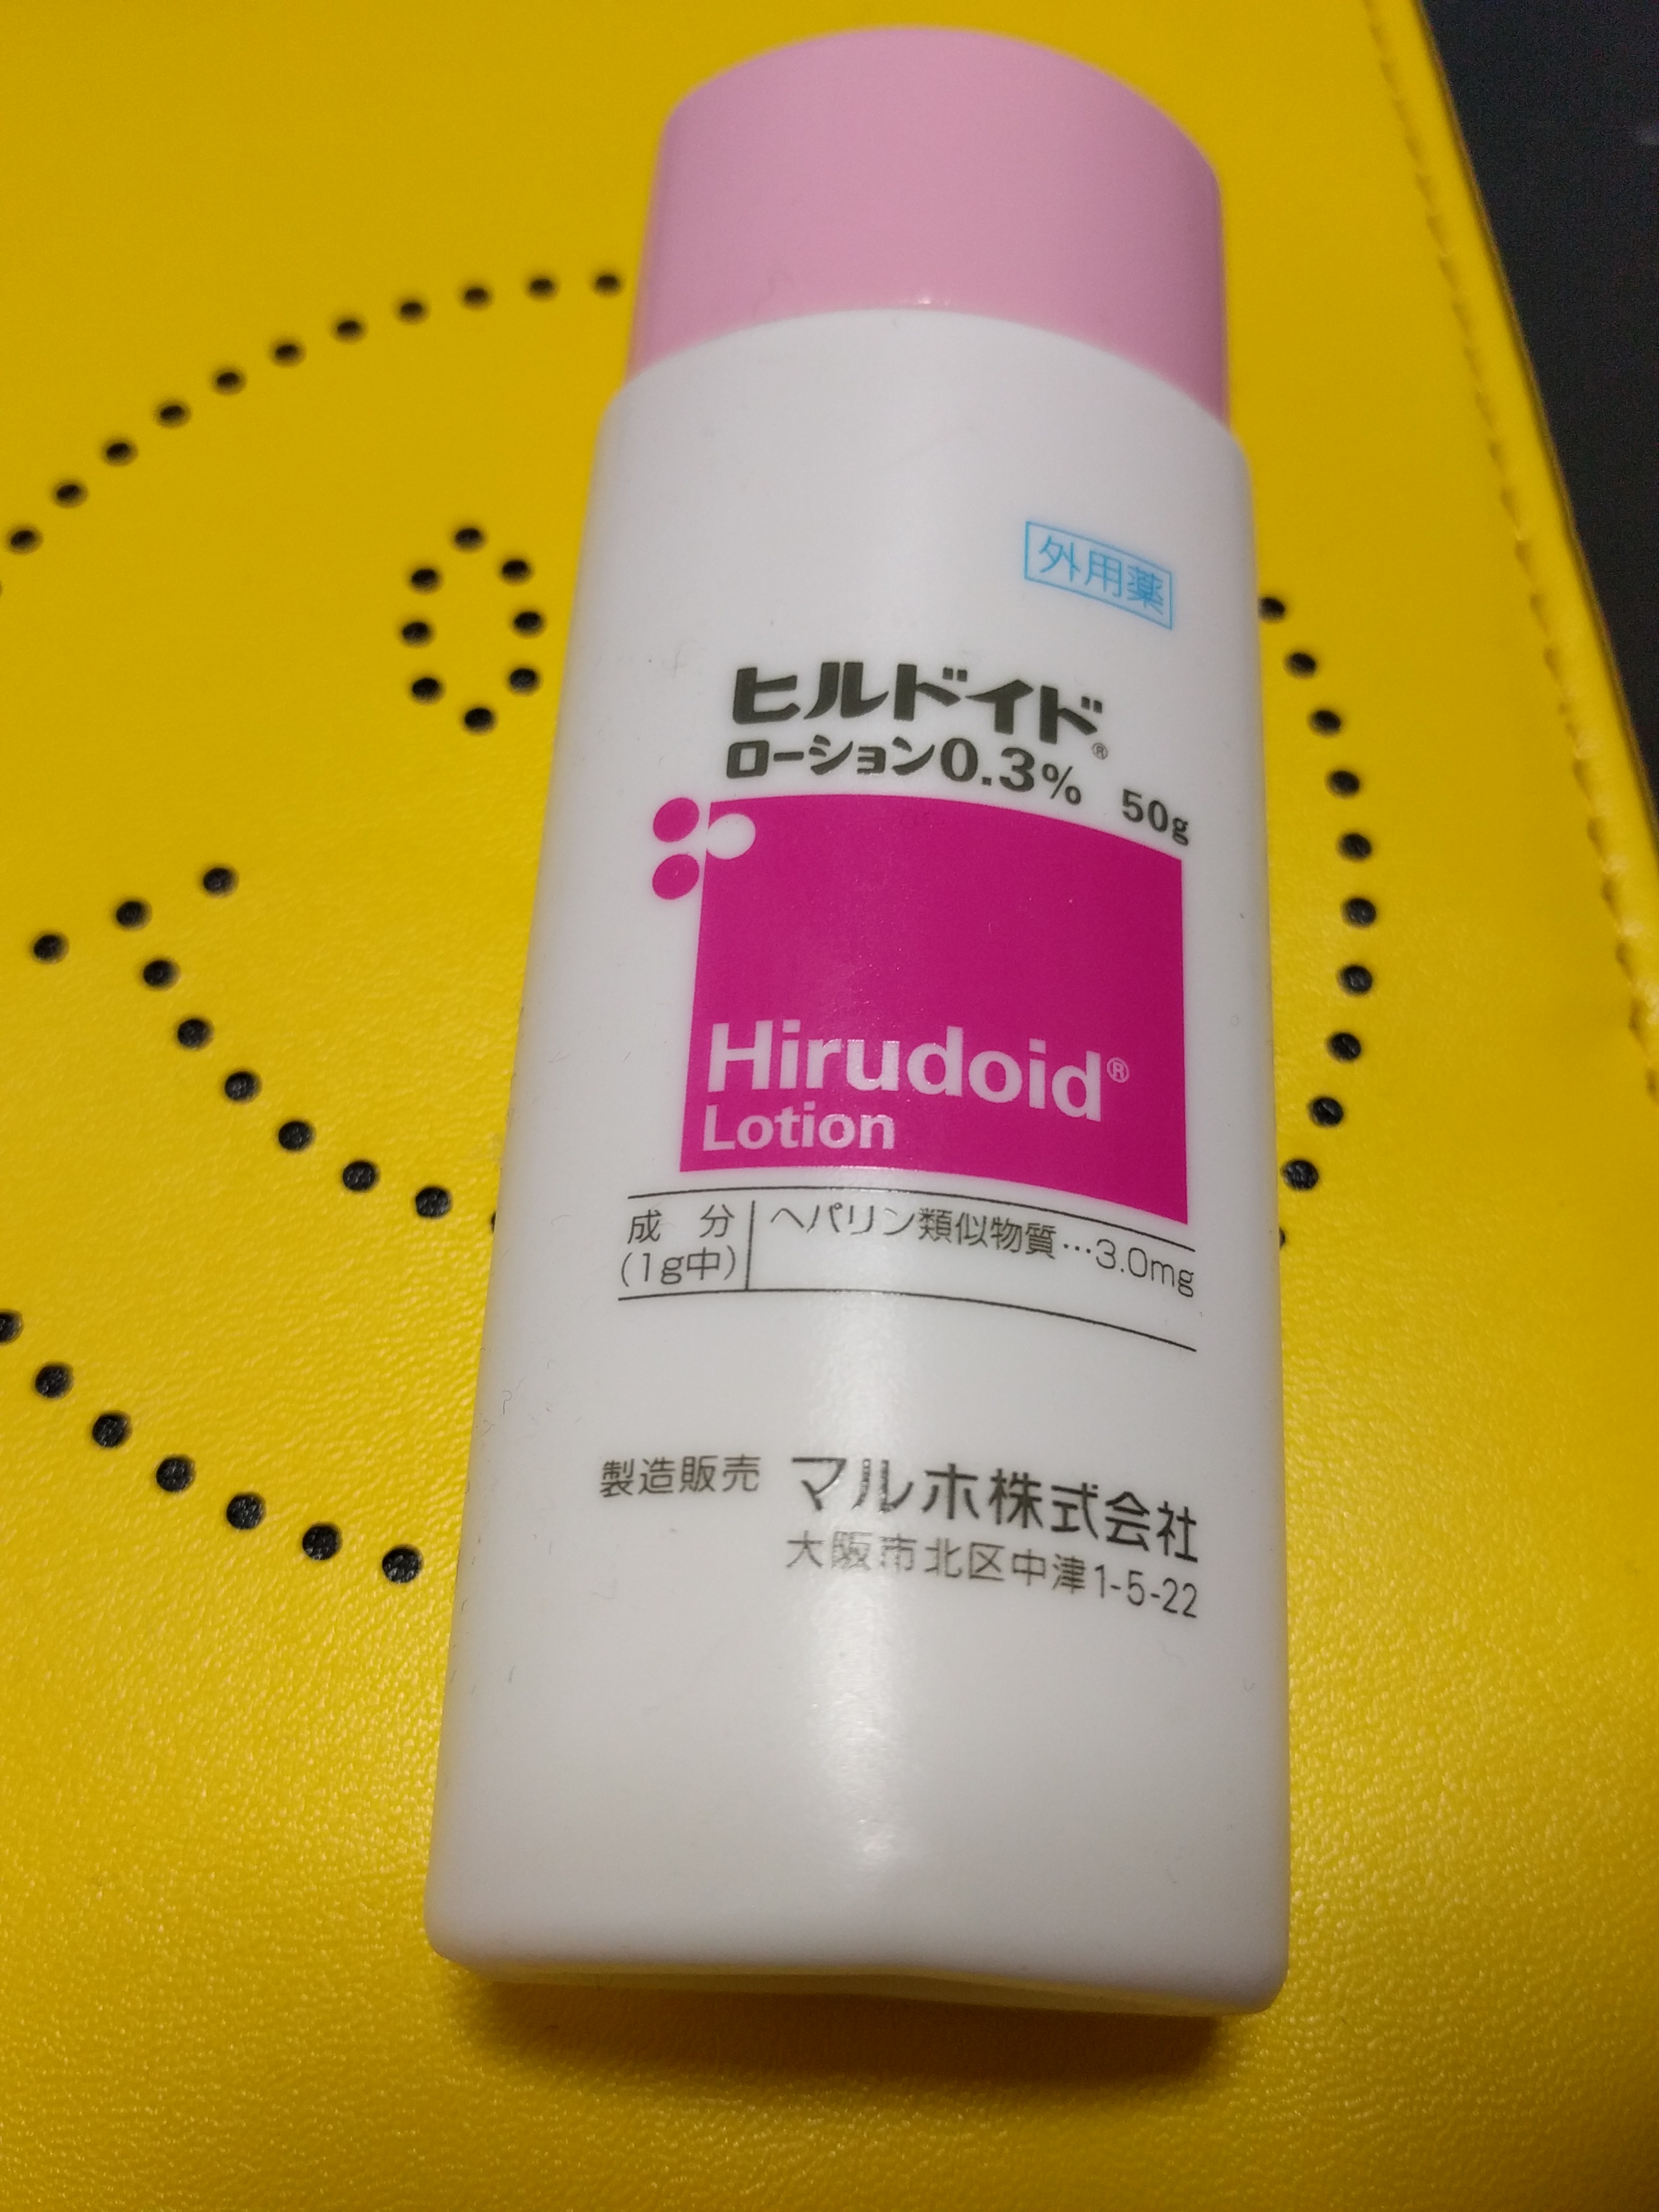 外用薬
ヒルドイド®
ローション0.3% 50g
Hirudoid®
Lotion
成 分 ヘパリン類似物質…3.0mg
(1g中)
製造販売 マルホ株式会社
大阪市北区中津1-5-22